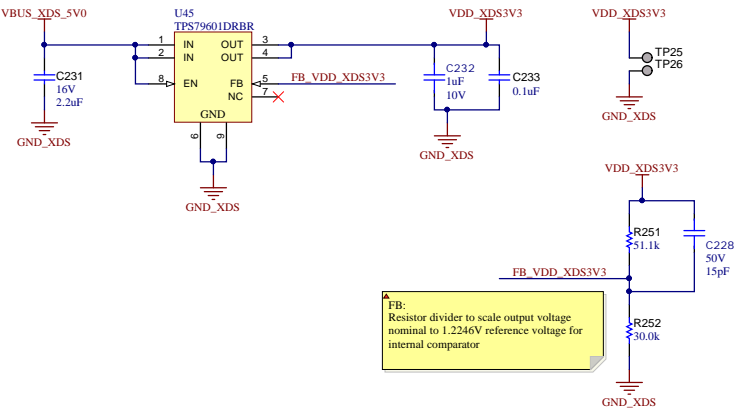 VBUS_XDS_5V0
U45
TPS79601DRBR
VDD_XDS3V3
VDD_XDS3V3
1
IN
OUT
3
2
IN
OUT
4
8
EN
FB
5
FB_VDD_XDS3V3
NC
7
GND
6
9
C231
16V
2.2uF
GND_XDS
GND_XDS
C232
1uF
10V
C233
0.1uF
GND_XDS
TP25
TP26
GND_XDS
VDD_XDS3V3
R251
51.1k
C228
50V
15pF
FB_VDD_XDS3V3
R252
30.0k
GND_XDS
FB:
Resistor divider to scale output voltage
nominal to 1.2246V reference voltage for
internal comparator